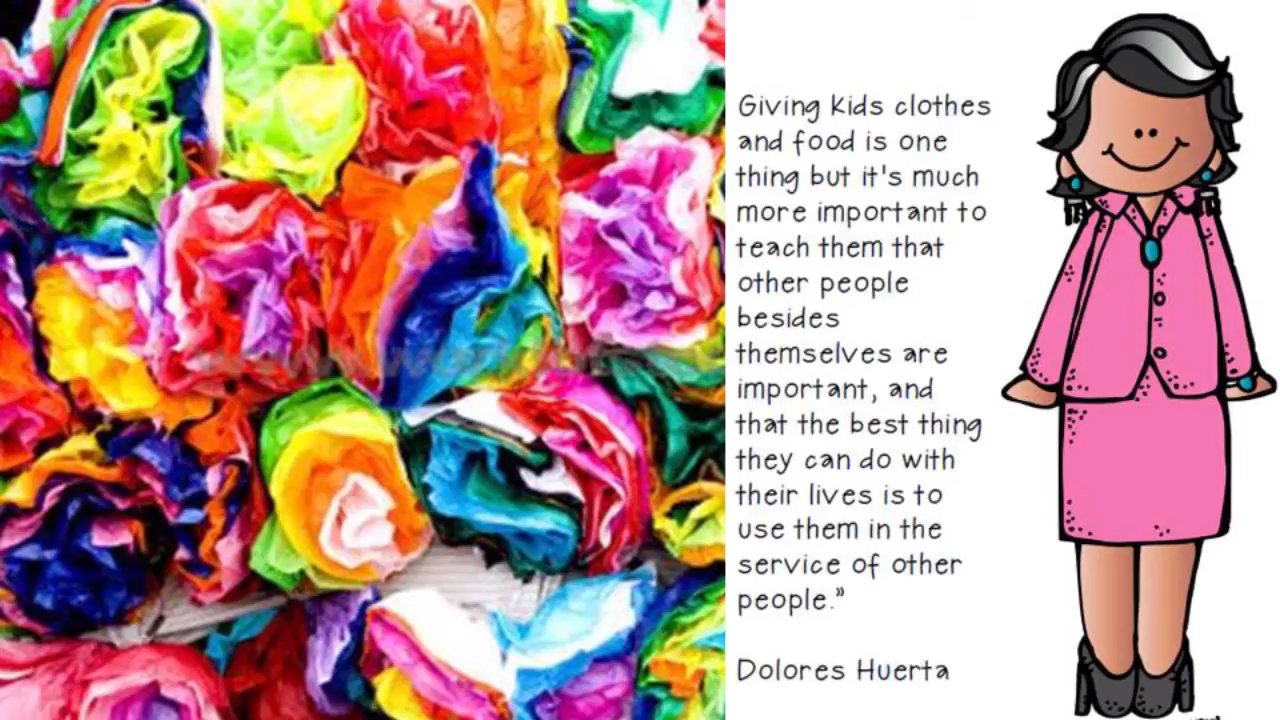 Giving kids clothes
and food is one
thing but it's much
more important to
teach them that
other people
besides
themselves are
important, and
that the best thing
they can do with
their lives is to
use them in the
service of other
people.”
Dolores Huerta